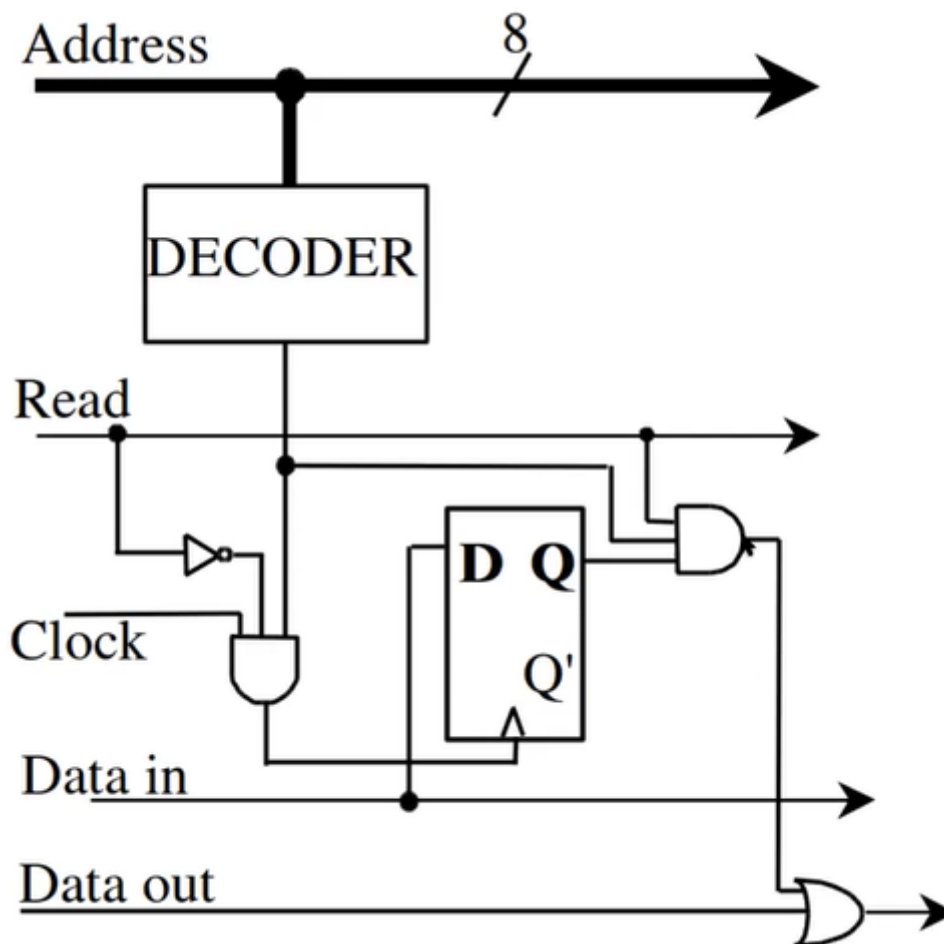 Address
8
DECODER
Read
D Q
Clock
Q'
Data in
Data out